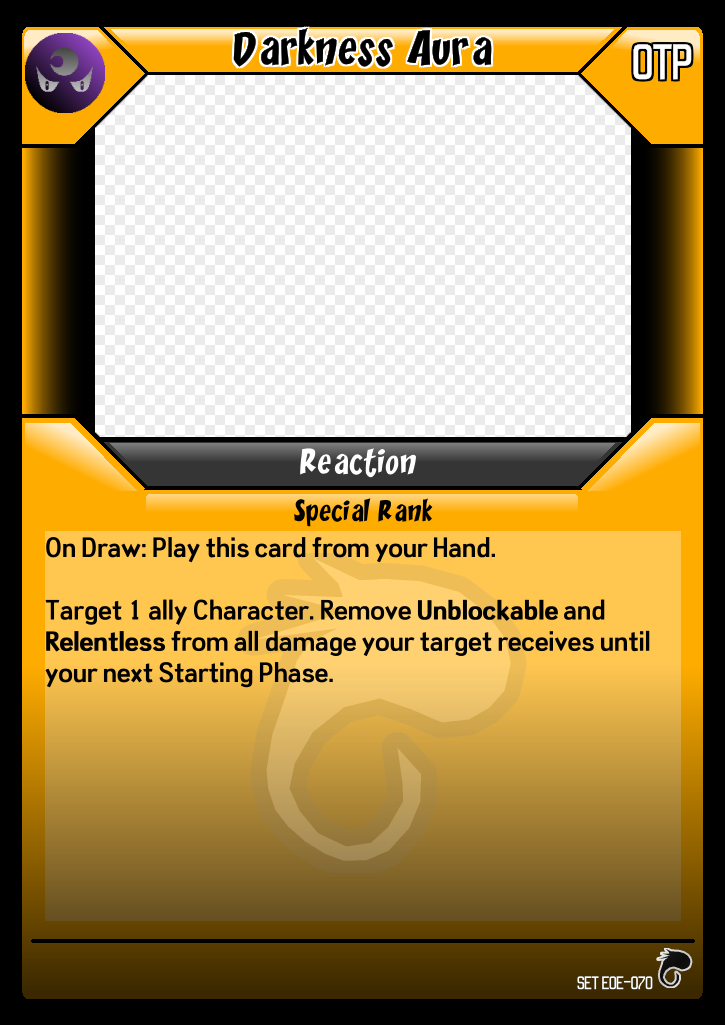 Darkness Aura
OTP
Reaction
Special Rank
On Draw: Play this card from your Hand.
Target 1 ally Character. Remove Unblockable and
Relentless from all damage your target receives until
your next Starting Phase.
SET EOE-070